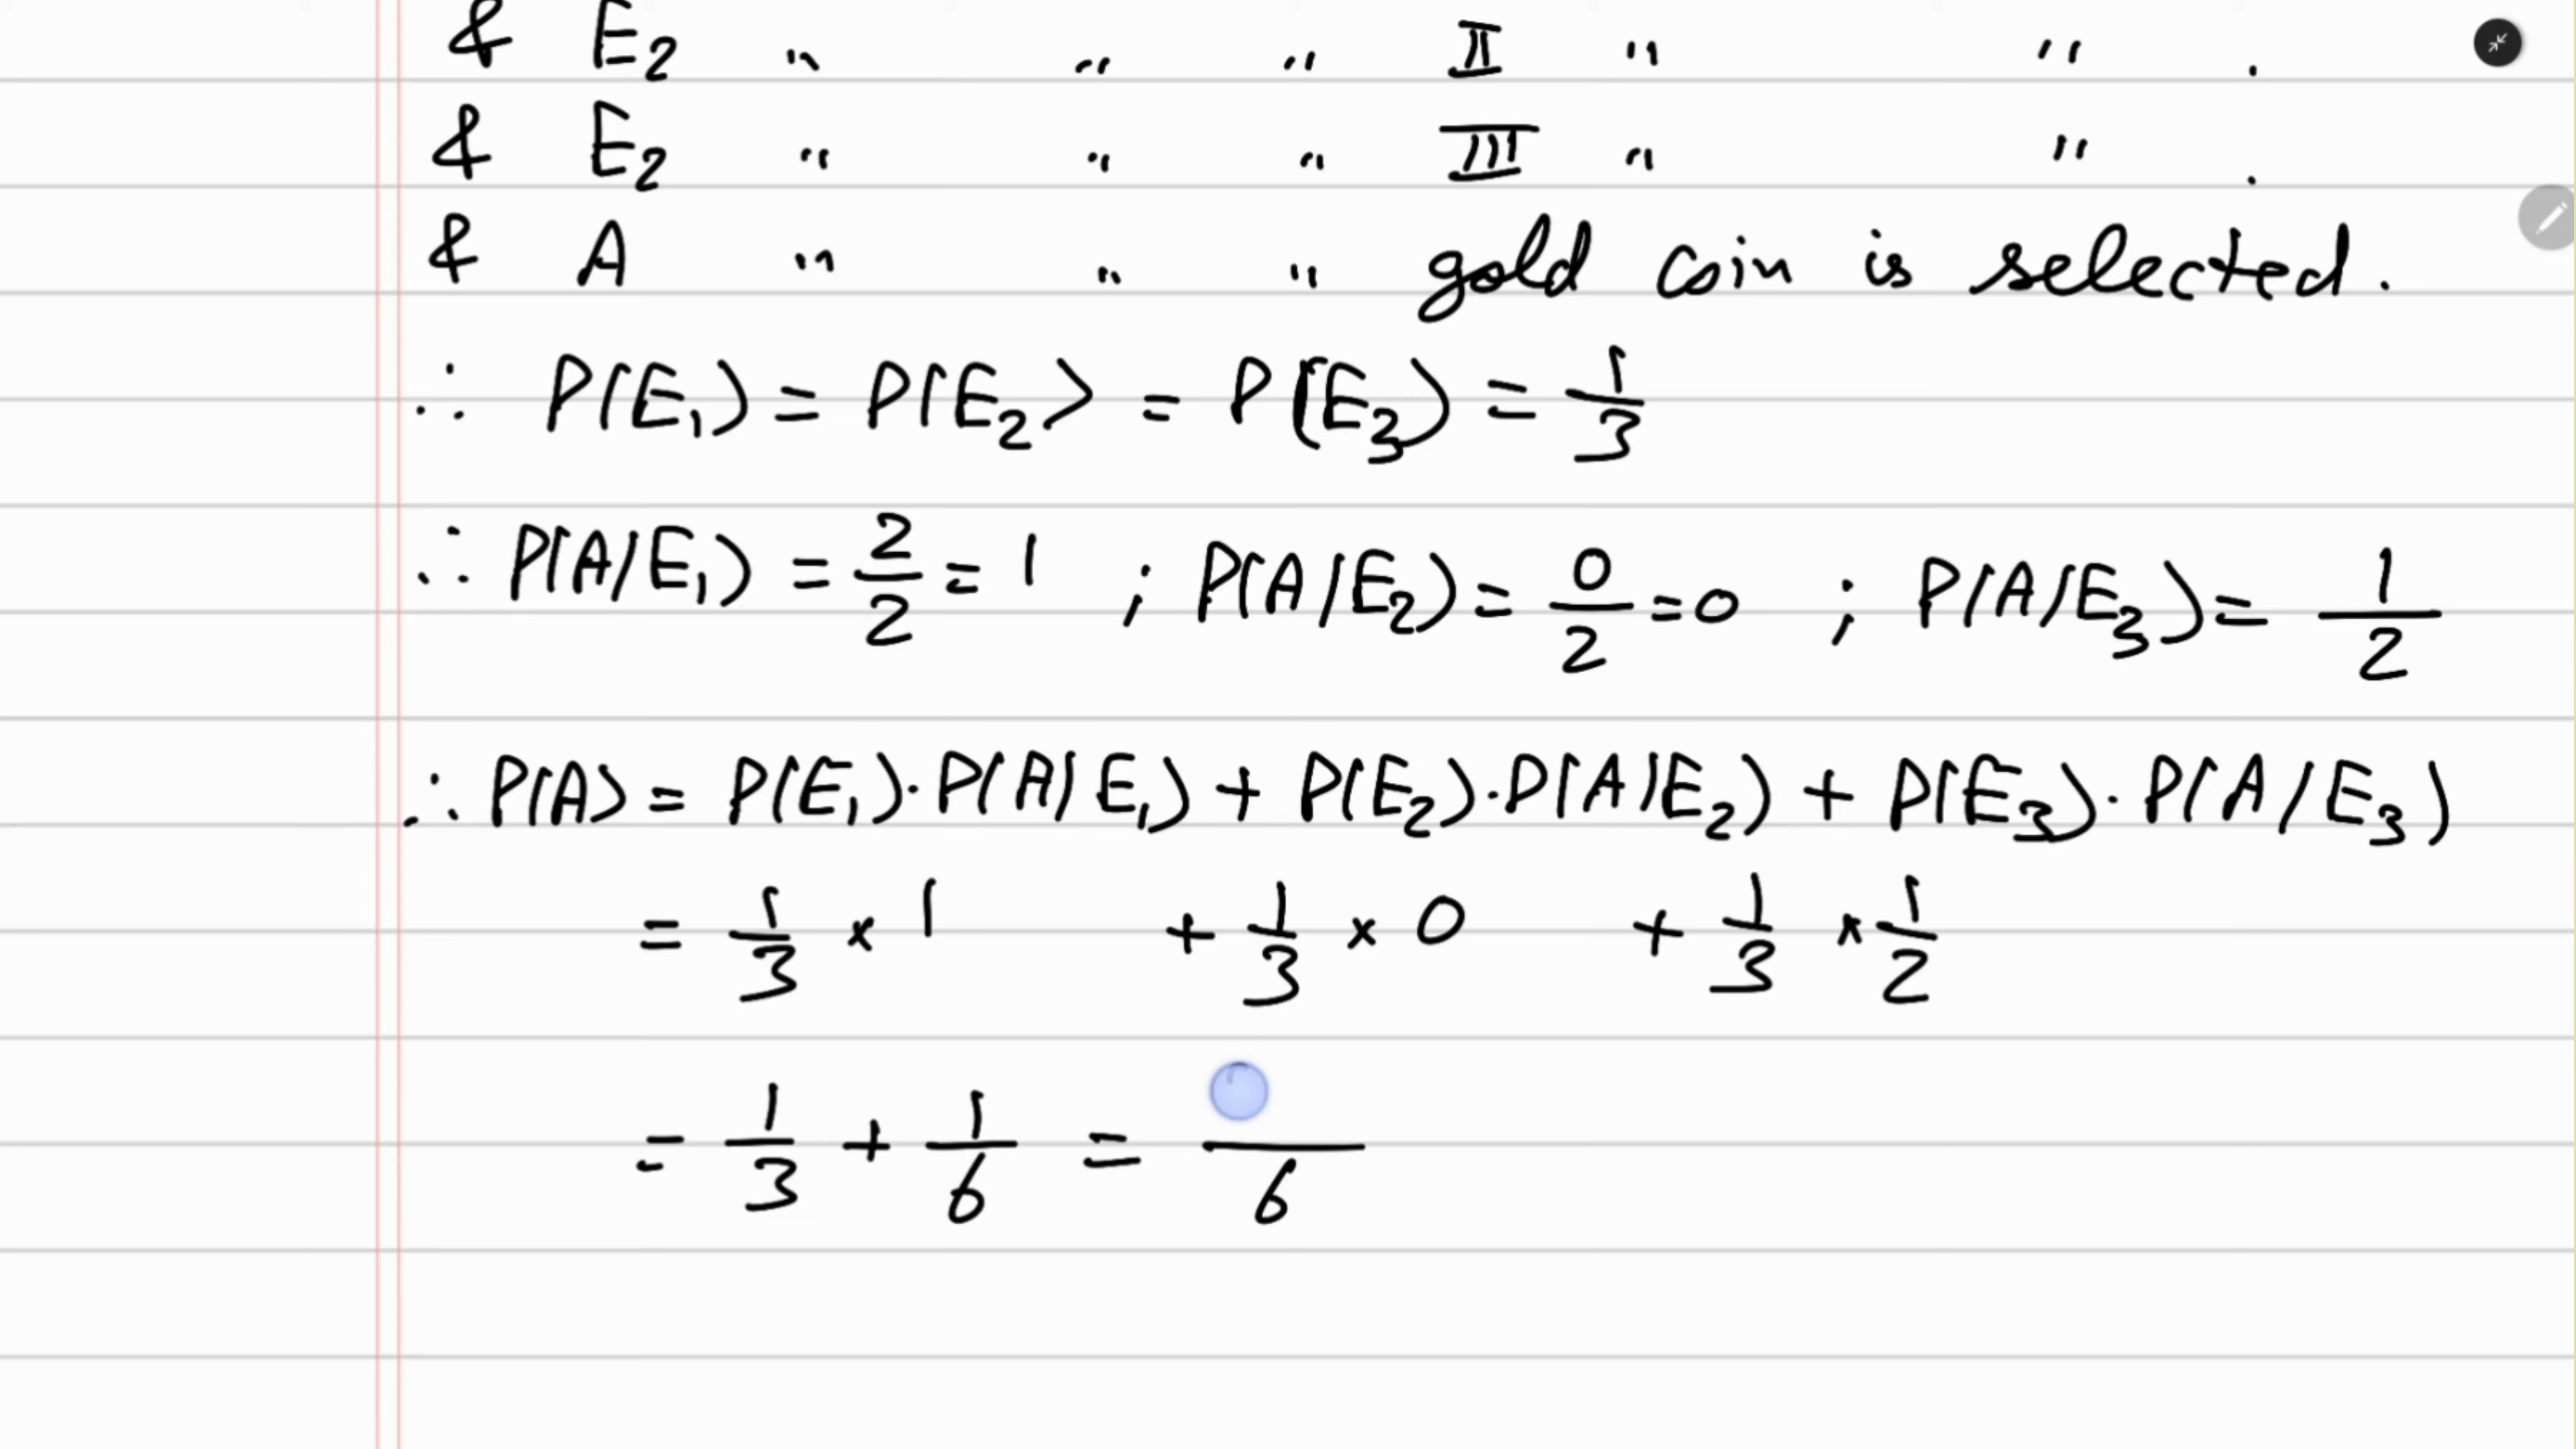 & E₂ " " " II " " .
& E₂ " " " III " " .
& A " " " gold coin is selected.
∴ P(E₁) = P(E₂) = P(E₃) = 1/3
∴ P(A/E₁) = 2/2 = 1 ; P(A/E₂) = 0/2 = 0 ; P(A/E₃) = 1/2
∴ P(A) = P(E₁)·P(A/E₁) + P(E₂)·P(A/E₂) + P(E₃)·P(A/E₃)
= 1/3 × 1 + 1/3 × 0 + 1/3 × 1/2
= 1/3 + 1/6 = /6